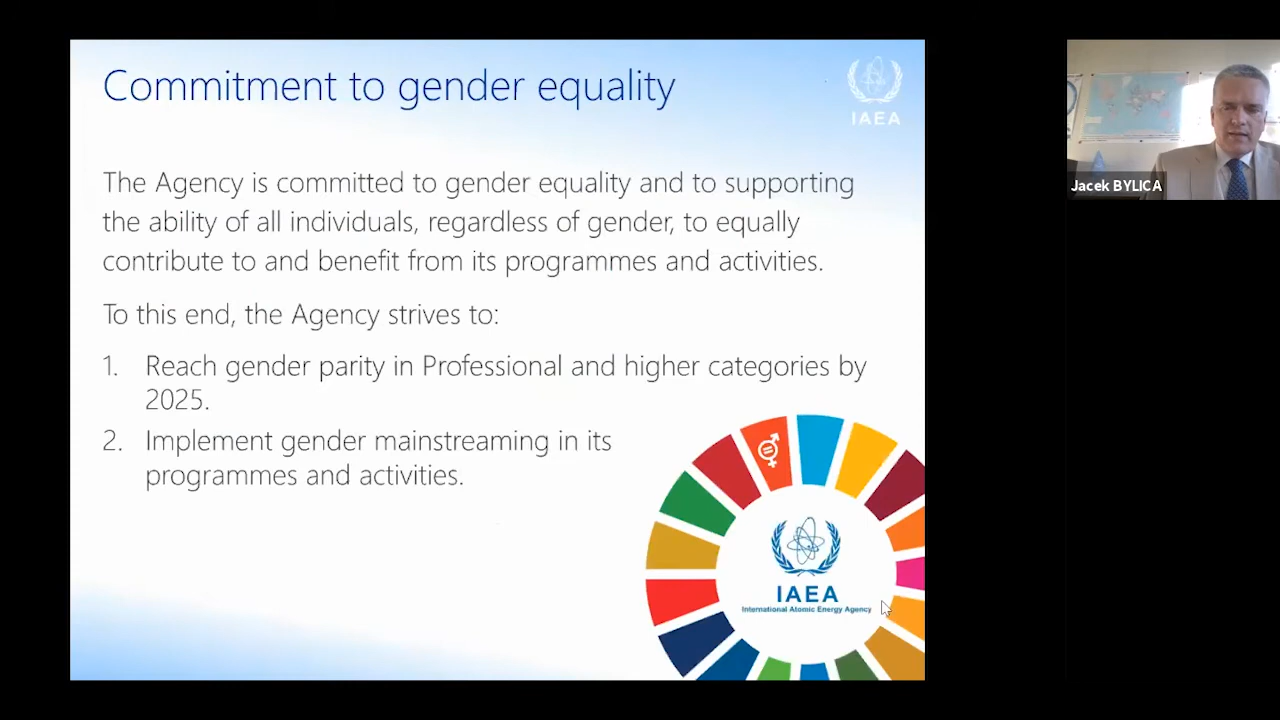 Commitment to gender equality
IAEA
The Agency is committed to gender equality and to supporting
the ability of all individuals, regardless of gender, to equally
contribute to and benefit from its programmes and activities.
To this end, the Agency strives to:
1. Reach gender parity in Professional and higher categories by
2025.
2. Implement gender mainstreaming in its
programmes and activities.
IAEA
International Atomic Energy Agency
Jacek BYLICA